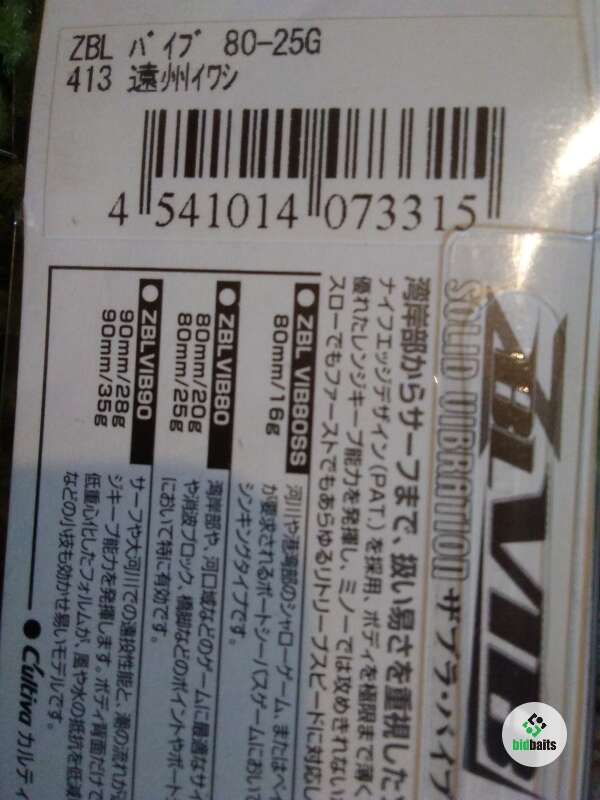 ZBL バイブ 80-25G
413 遠州イワシ
4 541014 073315
ZBL VIB
SOLID VIBRATION ザブラ・バイブ
湾岸部からサーフまで、扱い易さを重視した
ナイフエッジデザイン(PAT.)を採用。ボディを極限まで薄く
優れたレンジキープ能力を発揮し、ミノーでは攻めきれない
スローでもファーストでもあらゆるリトリーブスピードに対応し
● ZBL VIB80SS
80mm/16g
河川や港湾部のシャローゲーム、またはベイ
が要求されるボートシーバスゲームにおいて
シンキングタイプです。
● ZBLVIB80
80mm/20g
80mm/25g
湾岸部や、河口域などのゲームに最適なサイ
や消波ブロック、橋脚などのポイントやボート
において特に有効です。
● ZBLVIB90
90mm/28g
90mm/35g
サーフや大河川での遠投性能と、潮の流れが
ジキープ能力を発揮します。ボディ背面だけで
低重心化したフォルムが、風や水の抵抗を低減
などの小技も効かせ易いモデルです。
● Cultiva カルティ
bidbaits